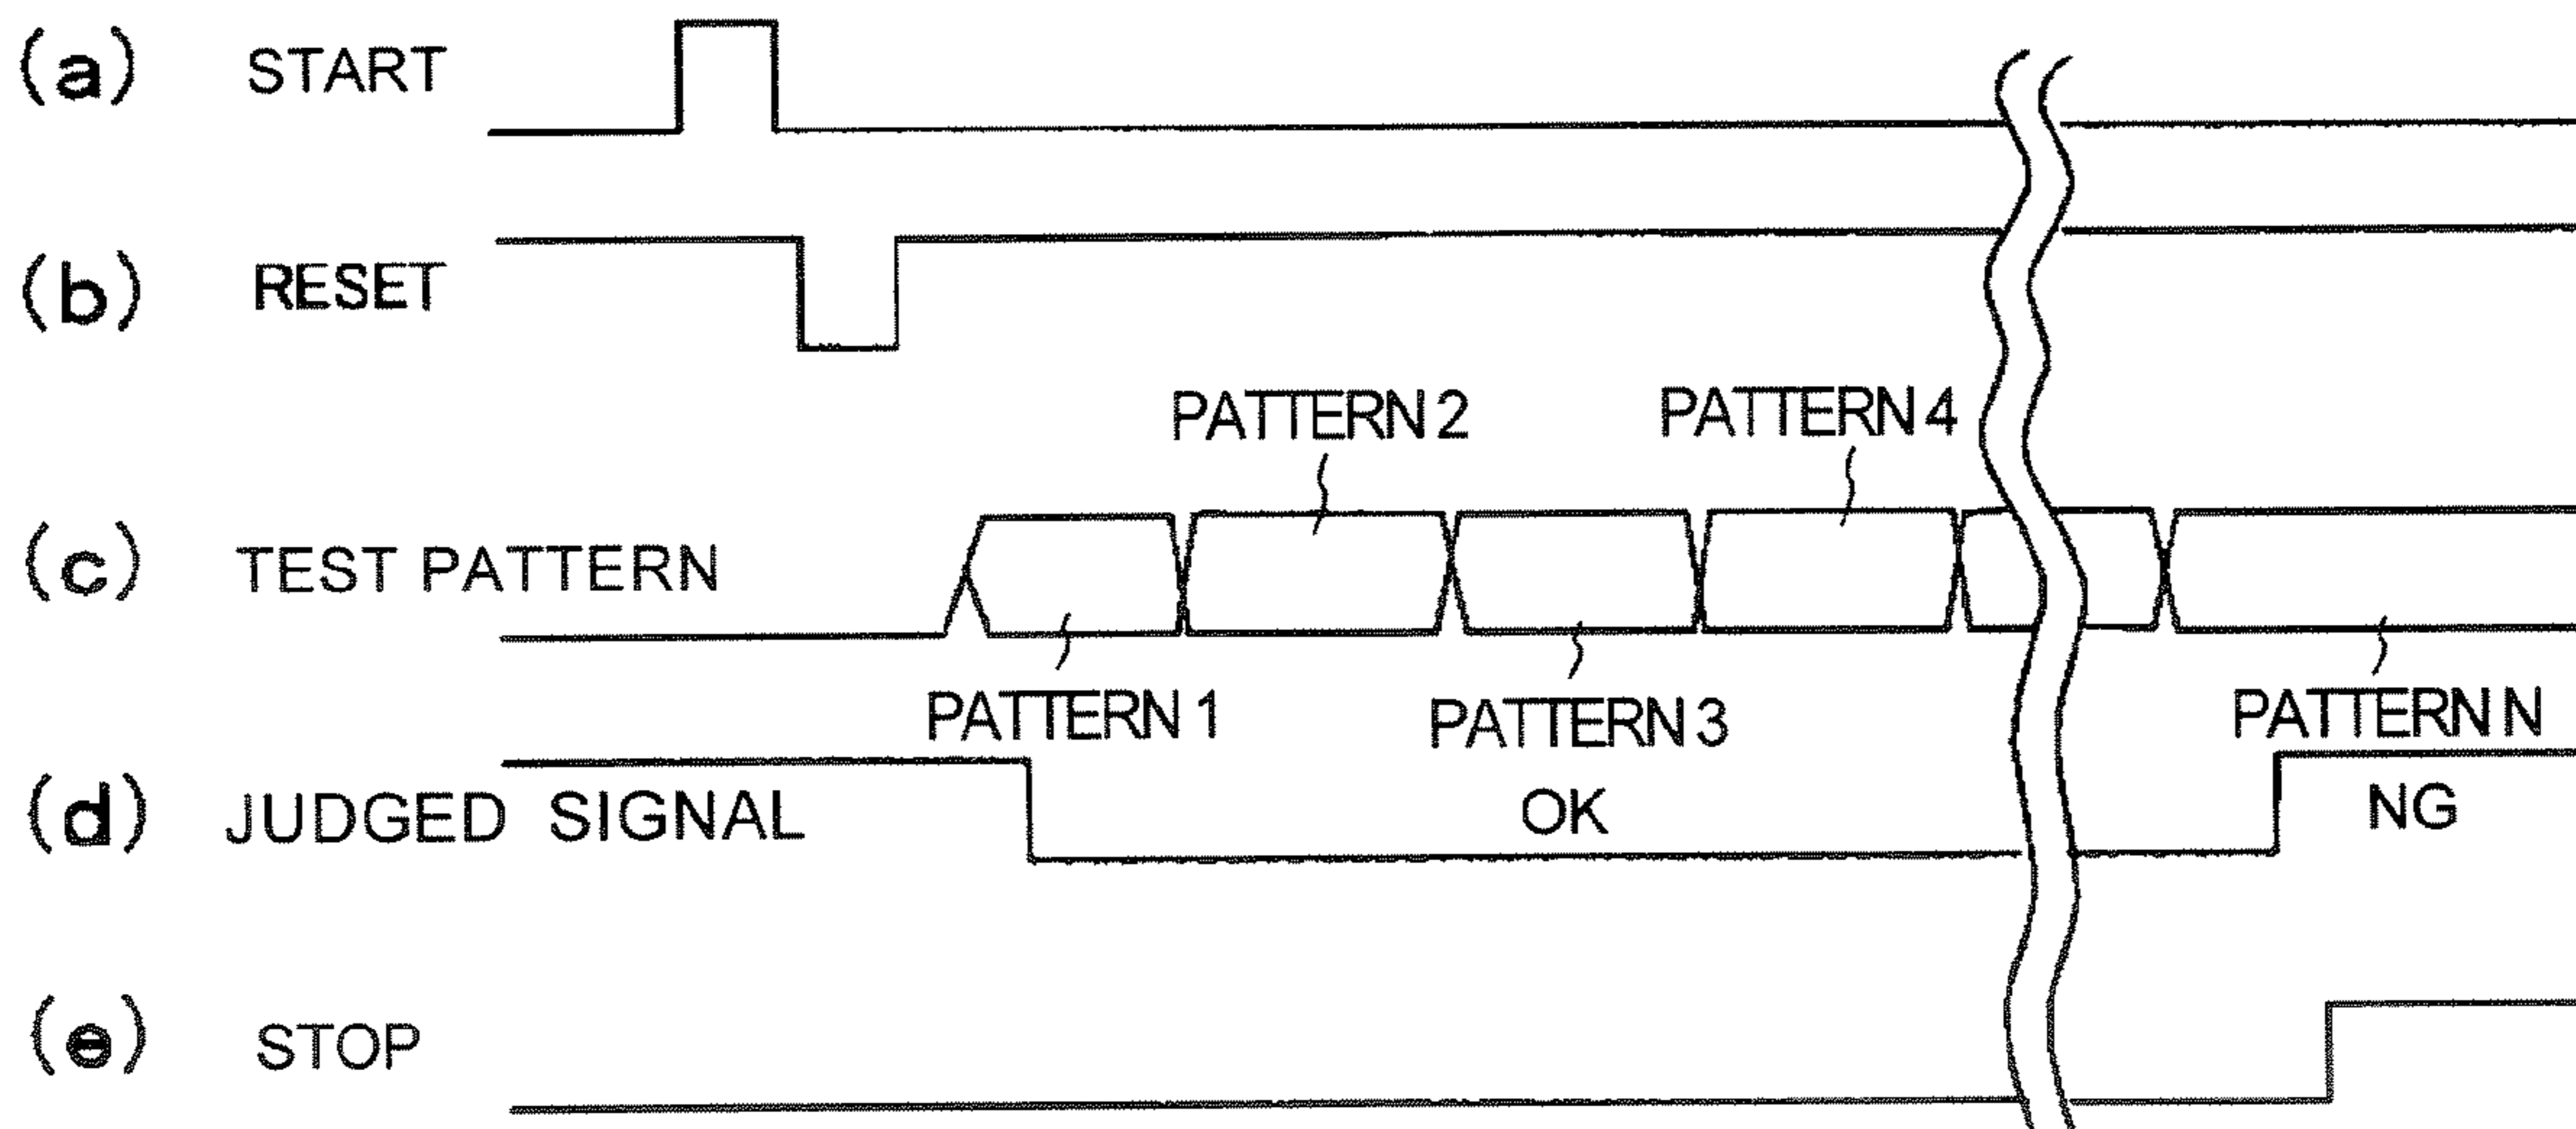 (a) START
(b) RESET
PATTERN 2 PATTERN 4
(c) TEST PATTERN
PATTERN 1 PATTERN 3 PATTERN N
(d) JUDGED SIGNAL OK NG
(e) STOP